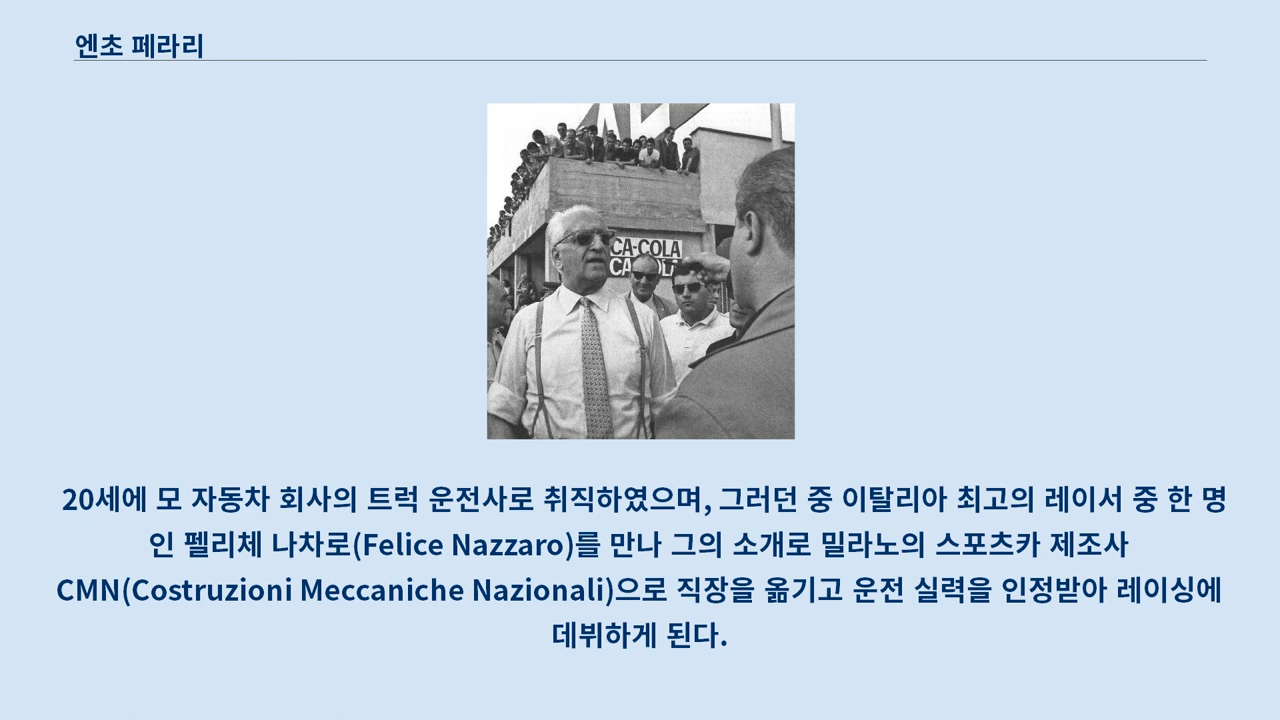 엔초 페라리
CA-COLA
20세에 모 자동차 회사의 트럭 운전사로 취직하였으며, 그러던 중 이탈리아 최고의 레이서 중 한 명
인 펠리체 나차로(Felice Nazzaro)를 만나 그의 소개로 밀라노의 스포츠카 제조사
CMN(Costruzioni Meccaniche Nazionali)으로 직장을 옮기고 운전 실력을 인정받아 레이싱에
데뷔하게 된다.